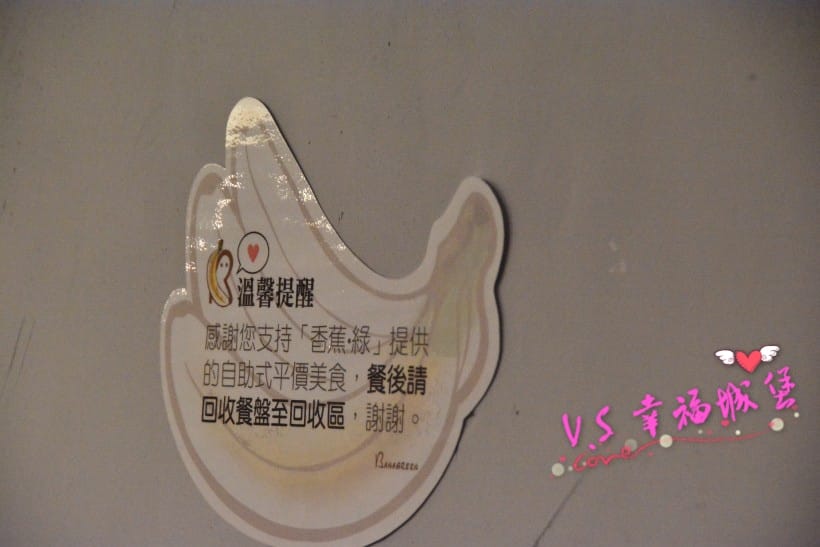 溫馨提醒
感謝您支持「香蕉·綠」提供
的自助式平價美食，餐後請
回收餐盤至回收區，謝謝。
V.S 幸福城堡